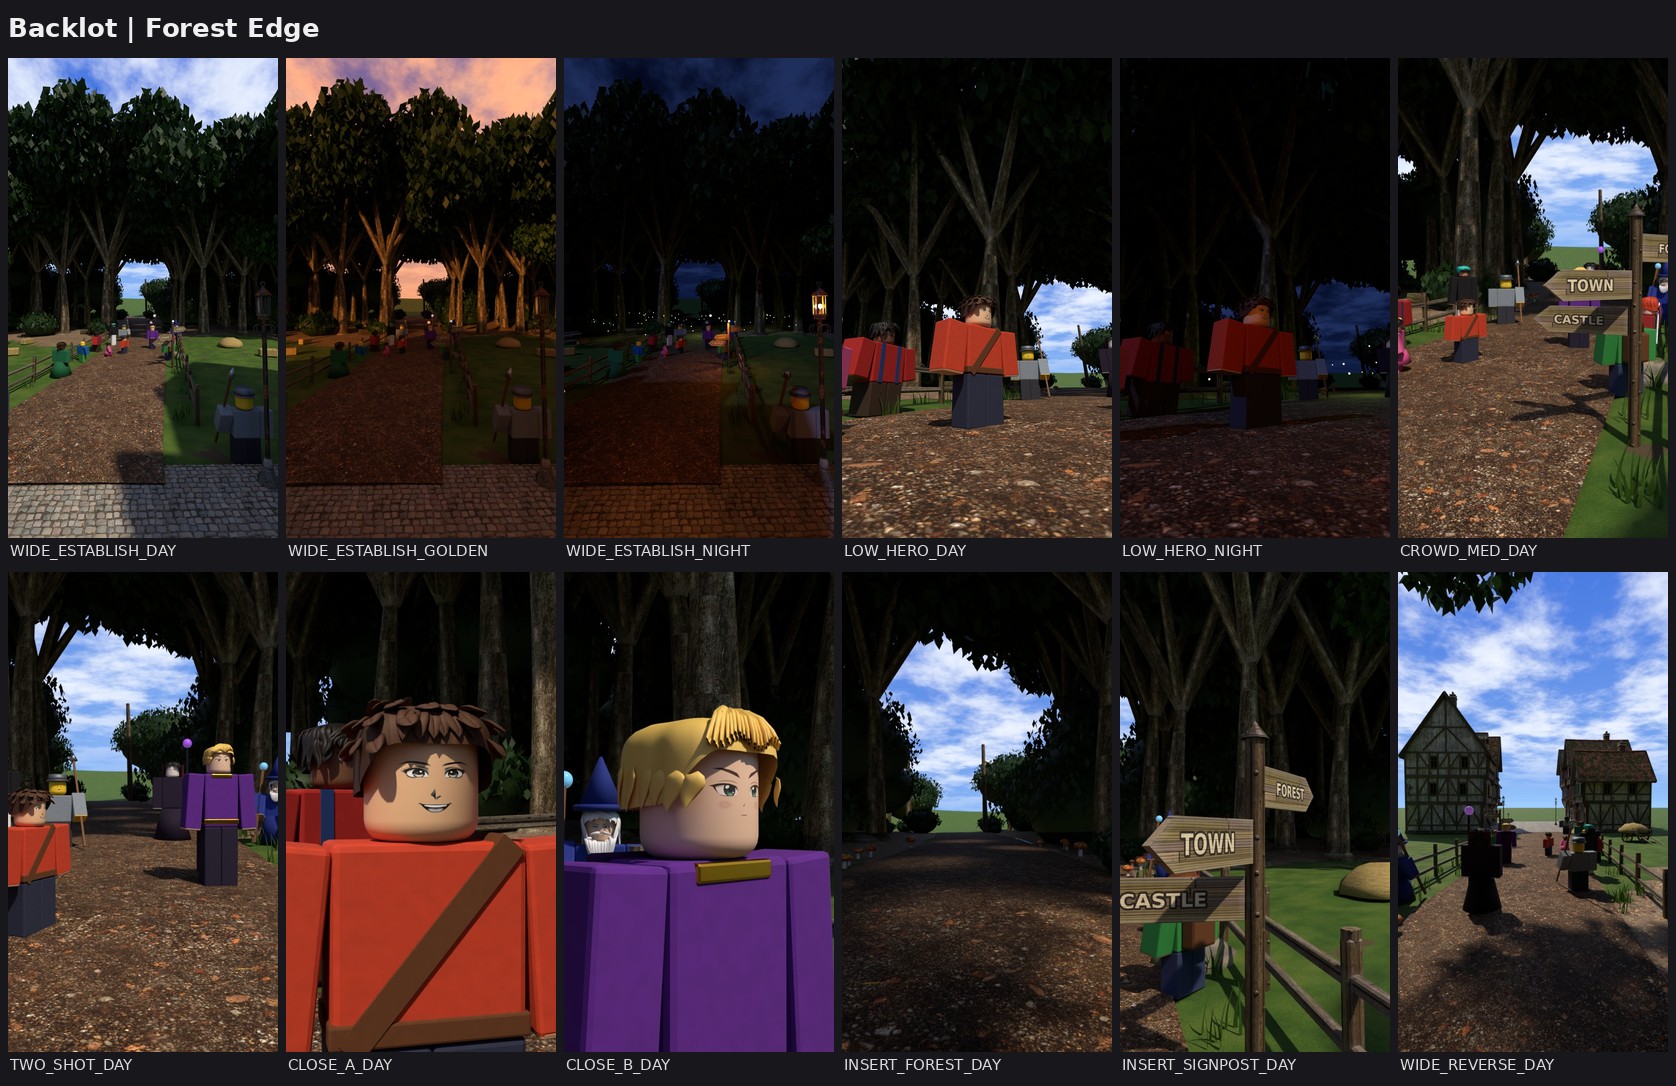 Backlot | Forest Edge
WIDE_ESTABLISH_DAY
WIDE_ESTABLISH_GOLDEN
WIDE_ESTABLISH_NIGHT
LOW_HERO_DAY
LOW_HERO_NIGHT
TOWN
CASTLE
CROWD_MED_DAY
TWO_SHOT_DAY
CLOSE_A_DAY
CLOSE_B_DAY
INSERT_FOREST_DAY
FOREST
TOWN
CASTLE
INSERT_SIGNPOST_DAY
WIDE_REVERSE_DAY